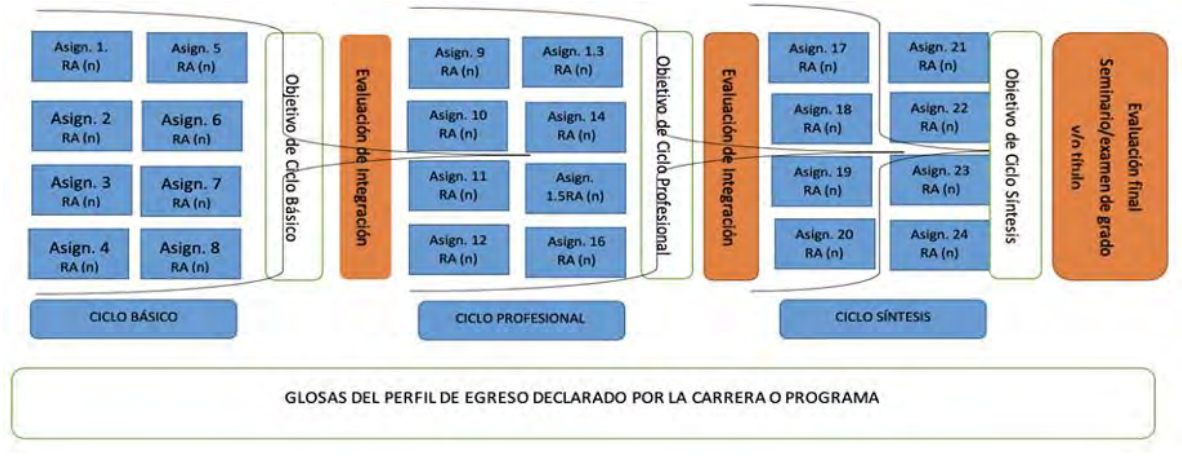 Asign. 1.
RA (n)
Asign. 5
RA (n)
Asign. 2
RA (n)
Asign. 6
RA (n)
Asign. 3
RA (n)
Asign. 7
RA (n)
Asign. 4
RA (n)
Asign. 8
RA (n)
Objetivo de Ciclo Básico
Evaluación de Integración
CICLO BÁSICO
Asign. 9
RA (n)
Asign. 1.3
RA (n)
Asign. 10
RA (n)
Asign. 14
RA (n)
Asign. 11
RA (n)
Asign.
1.5RA (n)
Asign. 12
RA (n)
Asign. 16
RA (n)
Objetivo de Ciclo Profesional
Evaluación de Integración
CICLO PROFESIONAL
Asign. 17
RA (n)
Asign. 21
RA (n)
Asign. 18
RA (n)
Asign. 22
RA (n)
Asign. 19
RA (n)
Asign. 23
RA (n)
Asign. 20
RA (n)
Asign. 24
RA (n)
Objetivo de Ciclo Síntesis
Evaluación final
Seminario/examen de grado
y/o título
CICLO SÍNTESIS
GLOSAS DEL PERFIL DE EGRESO DECLARADO POR LA CARRERA O PROGRAMA